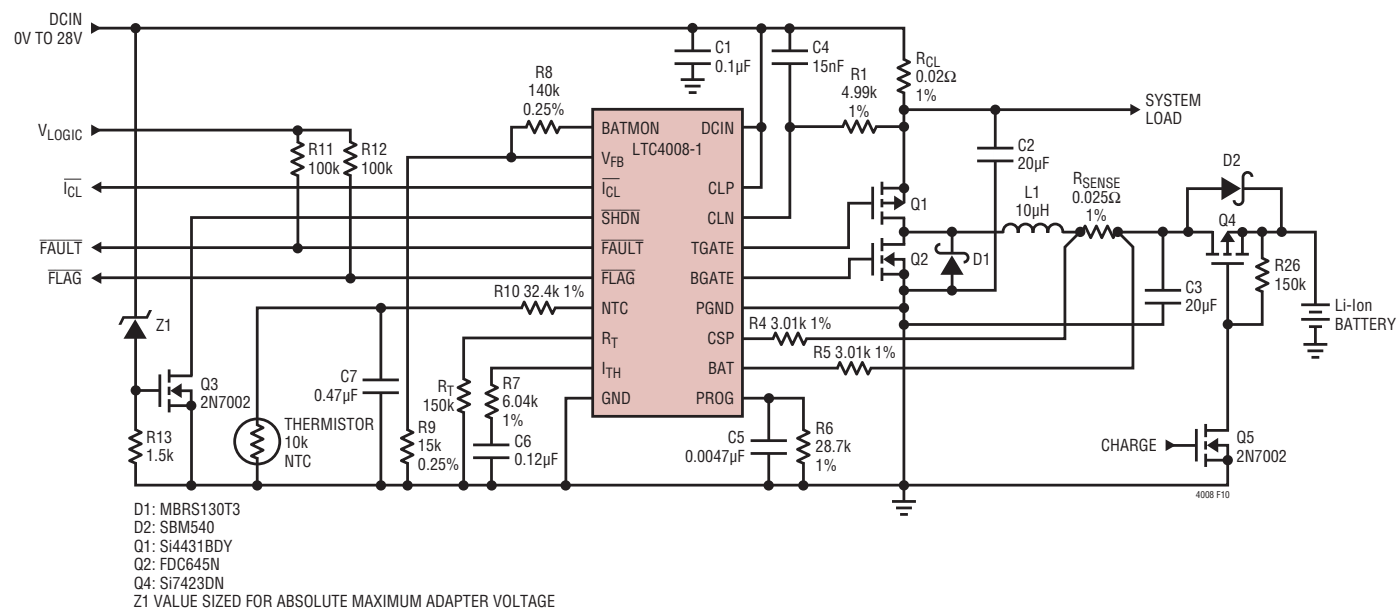 DCIN
0V TO 28V
C1
0.1µF
C4
15nF
R1
4.99k
1%
RCL
0.02Ω
1%
SYSTEM
LOAD
R8
140k
0.25%
VLOGIC
R11
100k
R12
100k
ICL
FAULT
FLAG
BATMON
DCIN
LTC4008-1
VFB
ICL
CLP
SHDN
CLN
FAULT
TGATE
FLAG
BGATE
NTC
PGND
RT
CSP
ITH
BAT
GND
PROG
C2
20µF
Q1
Q2
D1
L1
10µH
RSENSE
0.025Ω
1%
D2
Q4
R26
150k
C3
20µF
Li-Ion
BATTERY
R10 32.4k 1%
R4 3.01k 1%
R5 3.01k 1%
Z1
Q3
2N7002
R13
1.5k
C7
0.47µF
THERMISTOR
10k
NTC
RT
150k
R9
15k
0.25%
R7
6.04k
1%
C6
0.12µF
C5
0.0047µF
R6
28.7k
1%
CHARGE
Q5
2N7002
4008 F10
D1: MBRS130T3
D2: SBM540
Q1: Si4431BDY
Q2: FDC645N
Q4: Si7423DN
Z1 VALUE SIZED FOR ABSOLUTE MAXIMUM ADAPTER VOLTAGE